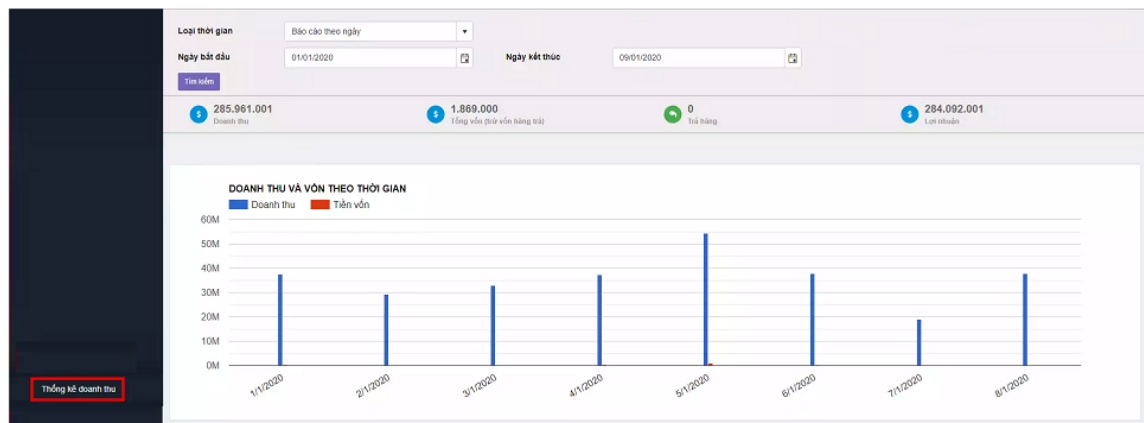 Loại thời gian Báo cáo theo ngày
Ngày bắt đầu 01/01/2020 Ngày kết thúc 09/01/2020
Tìm kiếm
285.961.001 1.869.000 0 284.092.001
Doanh thu Tổng vốn (trừ vốn hàng trả) Trả hàng Lợi nhuận
DOANH THU VÀ VỐN THEO THỜI GIAN
Doanh thu Tiền vốn
60M
50M
40M
30M
20M
10M
0M
1/1/2020 2/1/2020 3/1/2020 4/1/2020 5/1/2020 6/1/2020 7/1/2020 8/1/2020
Thống kê doanh thu